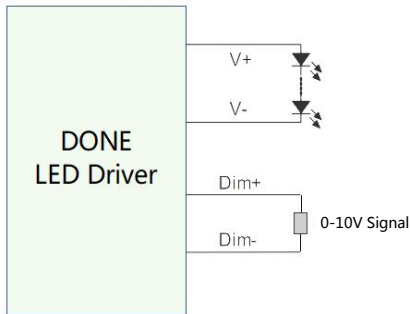 V+
V-
DONE
LED Driver
Dim+
0-10V Signal
Dim-